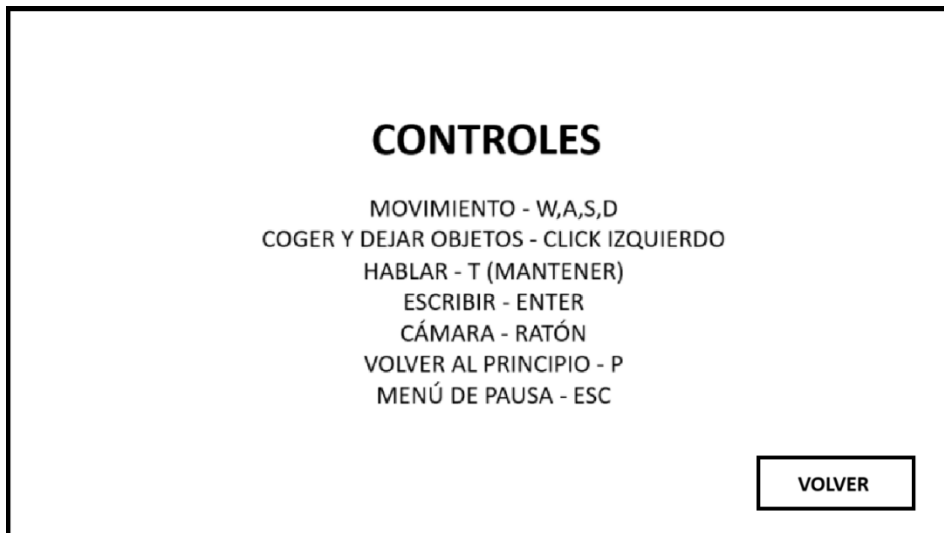 CONTROLES
MOVIMIENTO - W,A,S,D
COGER Y DEJAR OBJETOS - CLICK IZQUIERDO
HABLAR - T (MANTENER)
ESCRIBIR - ENTER
CÁMARA - RATÓN
VOLVER AL PRINCIPIO - P
MENÚ DE PAUSA - ESC
VOLVER